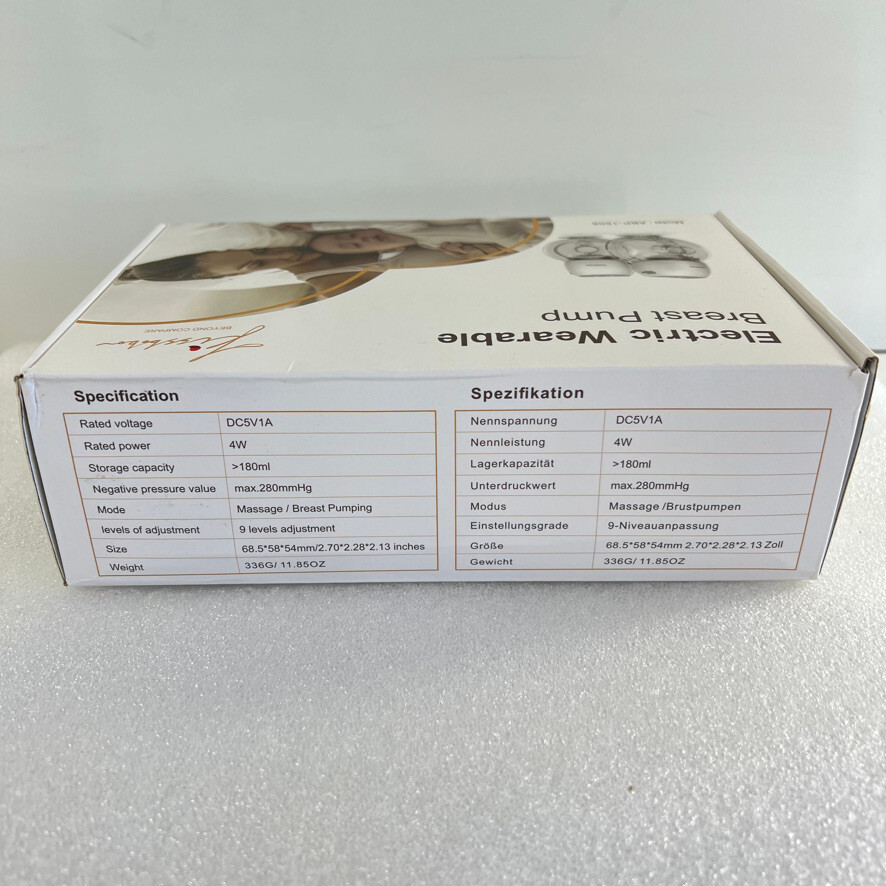 Electric Wearable
Breast Pump
BEYOND COMPARE
Specification
Rated voltage DC5V1A
Rated power 4W
Storage capacity >180ml
Negative pressure value max.280mmHg
Mode Massage / Breast Pumping
levels of adjustment 9 levels adjustment
Size 68.5*58*54mm/2.70*2.28*2.13 inches
Weight 336G/ 11.85OZ
Spezifikation
Nennspannung DC5V1A
Nennleistung 4W
Lagerkapazität >180ml
Unterdruckwert max.280mmHg
Modus Massage /Brustpumpen
Einstellungsgrade 9-Niveauanpassung
Größe 68.5*58*54mm 2.70*2.28*2.13 Zoll
Gewicht 336G/ 11.85OZ